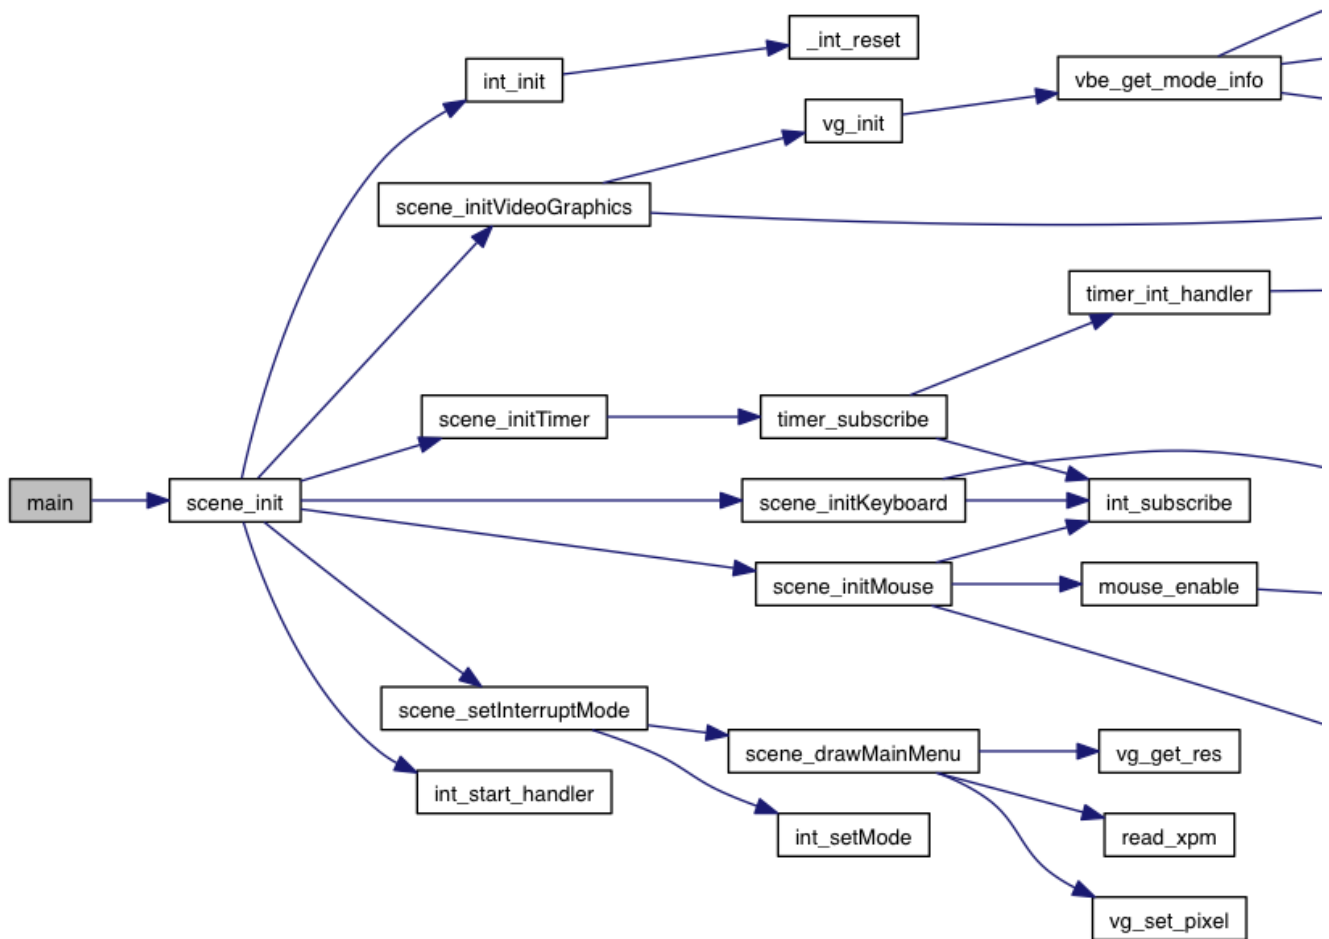 _int_reset
int_init
vbe_get_mode_info
vg_init
scene_initVideoGraphics
timer_int_handler
scene_initTimer
timer_subscribe
main
scene_init
scene_initKeyboard
int_subscribe
scene_initMouse
mouse_enable
scene_setInterruptMode
scene_drawMainMenu
vg_get_res
int_start_handler
int_setMode
read_xpm
vg_set_pixel